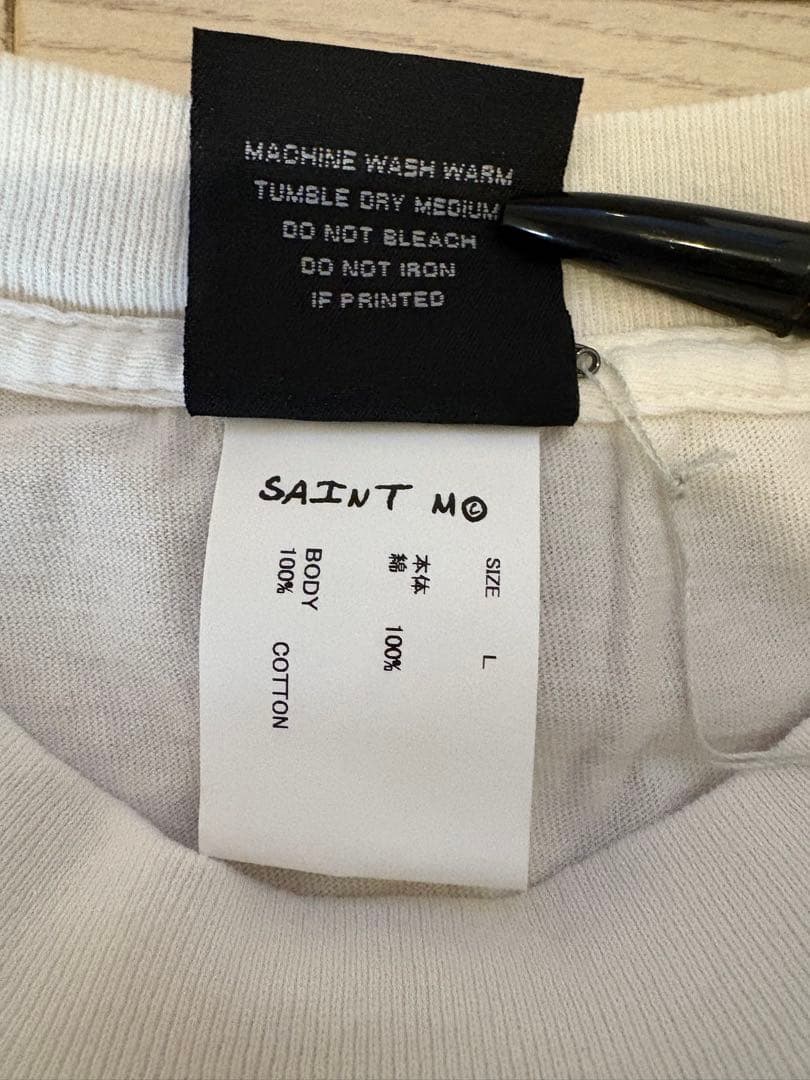 MACHINE WASH WARM
TUMBLE DRY MEDIUM
DO NOT BLEACH
DO NOT IRON
IF PRINTED
SAINT M©
SIZE L
本体
綿 100%
BODY
100% COTTON